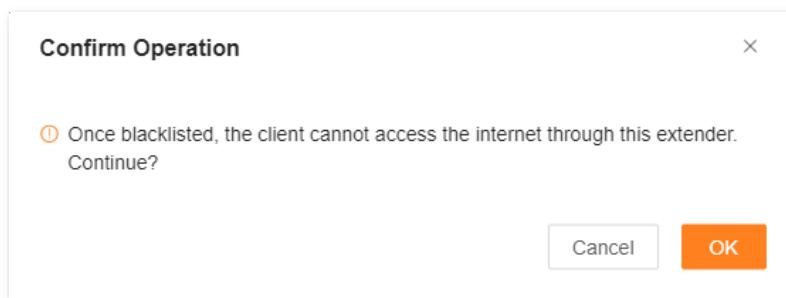 Confirm Operation
Once blacklisted, the client cannot access the internet through this extender.
Continue?
Cancel
OK